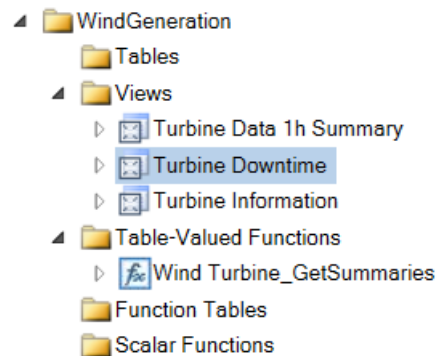 WindGeneration
Tables
Views
Turbine Data 1h Summary
Turbine Downtime
Turbine Information
Table-Valued Functions
fx Wind Turbine_GetSummaries
Function Tables
Scalar Functions